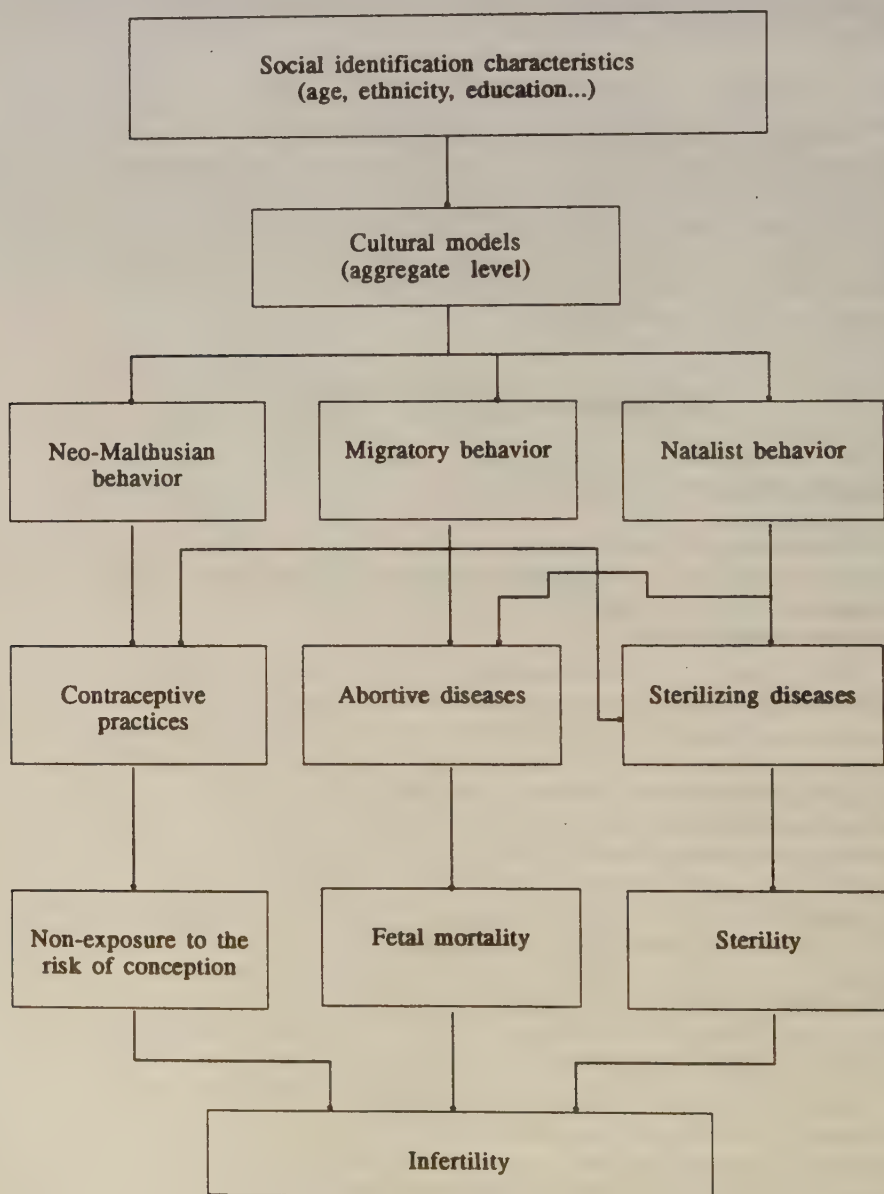 Social identification characteristics
(age, ethnicity, education...)
Cultural models
(aggregate level)
Neo-Malthusian
behavior
Migratory behavior
Natalist behavior
Contraceptive
practices
Abortive diseases
Sterilizing diseases
Non-exposure to the
risk of conception
Fetal mortality
Sterility
Infertility